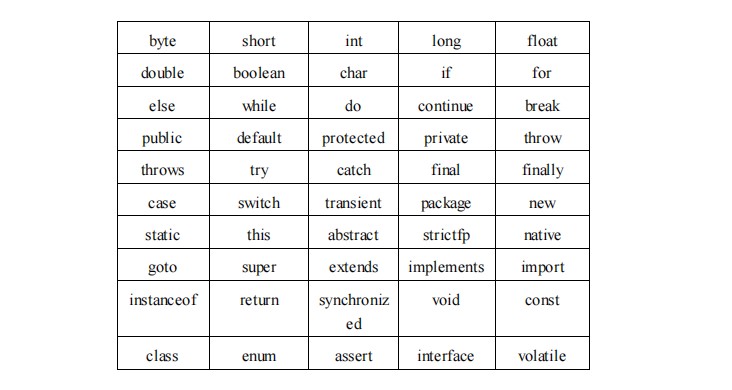 byte short int long float
double boolean char if for
else while do continue break
public default protected private throw
throws try catch final finally
case switch transient package new
static this abstract strictfp native
goto super extends implements import
instanceof return synchroniz void const
ed
class enum assert interface volatile